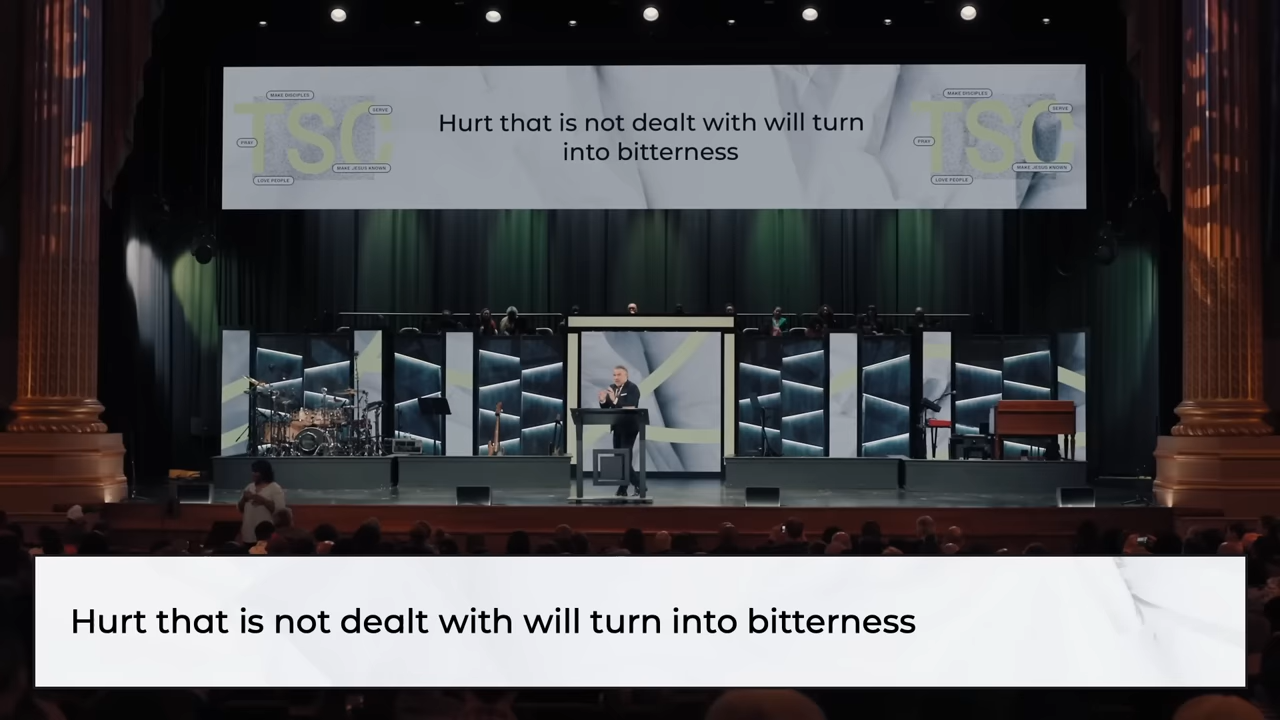 MAKE DISCIPLES
SERVE
TSC
PRAY
MAKE JESUS KNOWN
LOVE PEOPLE
Hurt that is not dealt with will turn
into bitterness
MAKE DISCIPLES
SERVE
TSC
PRAY
MAKE JESUS KNOWN
LOVE PEOPLE
Hurt that is not dealt with will turn into bitterness